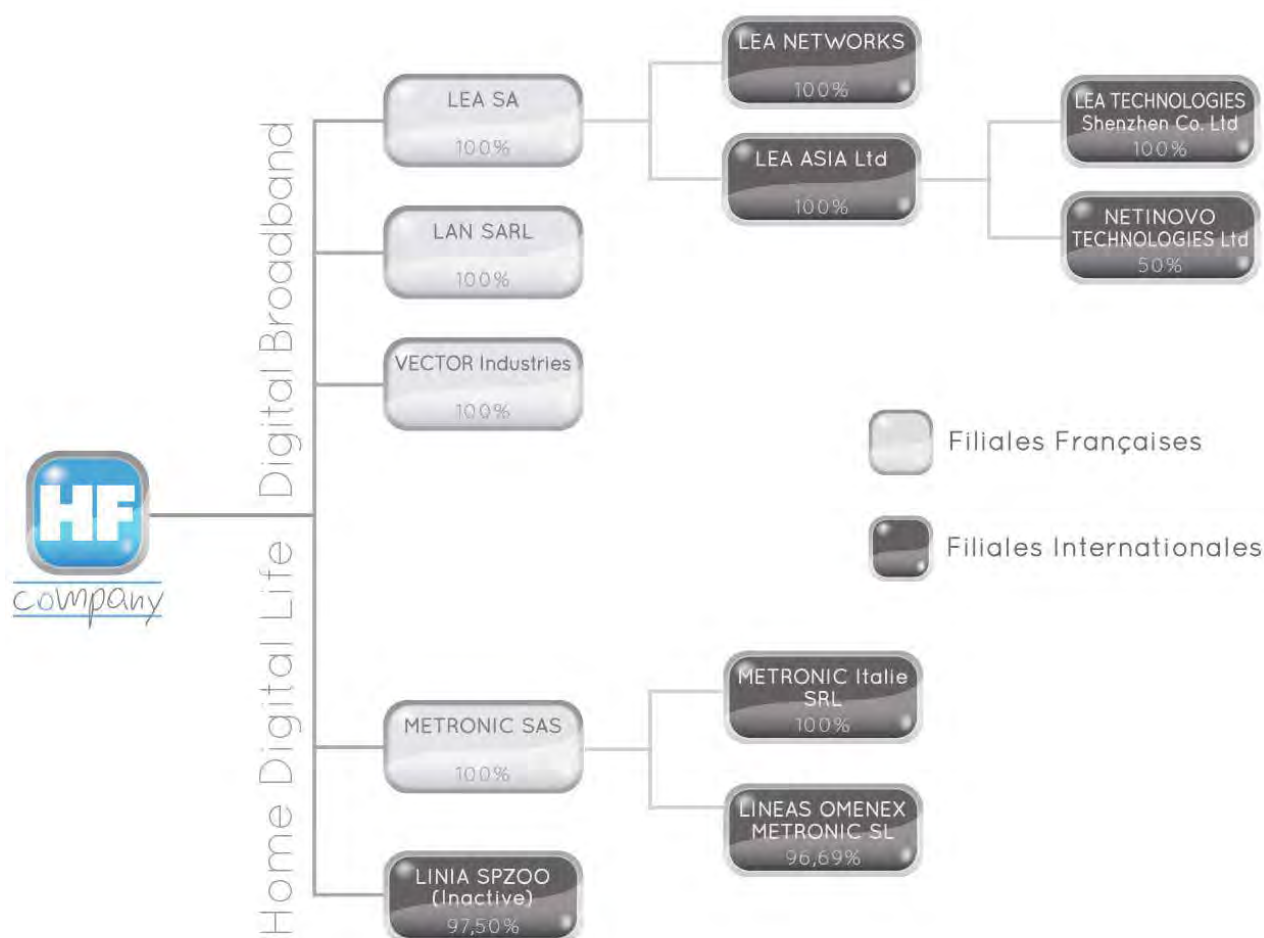 HF
company
Digital Broadband
Home Digital Life
LEA SA
100%
LAN SARL
100%
VECTOR Industries
100%
LEA NETWORKS
100%
LEA ASIA Ltd
100%
LEA TECHNOLOGIES
Shenzhen Co. Ltd
100%
NETINOVO
TECHNOLOGIES Ltd
50%
Filiales Françaises
Filiales Internationales
METRONIC SAS
100%
METRONIC Italie
SRL
100%
LINEAS OMENEX
METRONIC SL
96,69%
LINIA SPZOO
(Inactive)
97,50%